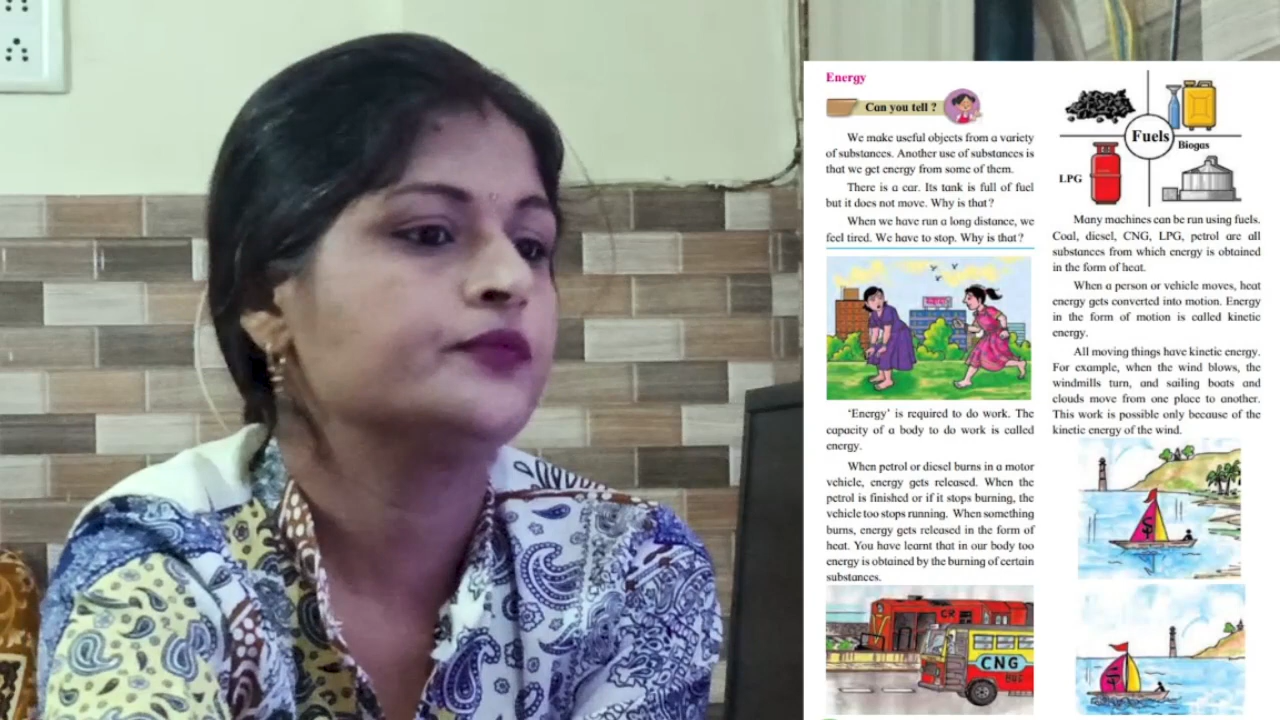 Energy
Can you tell ?
We make useful objects from a variety
of substances. Another use of substances is
that we get energy from some of them.
There is a car. Its tank is full of fuel
but it does not move. Why is that?
When we have run a long distance, we
feel tired. We have to stop. Why is that?
‘Energy’ is required to do work. The
capacity of a body to do work is called
energy.
When petrol or diesel burns in a motor
vehicle, energy gets released. When the
petrol is finished or if it stops burning, the
vehicle too stops running. When something
burns, energy gets released in the form of
heat. You have learnt that in our body too
energy is obtained by the burning of certain
substances.
CR
CNG
BUS
Fuels
Biogas
LPG
Many machines can be run using fuels.
Coal, diesel, CNG, LPG, petrol are all
substances from which energy is obtained
in the form of heat.
When a person or vehicle moves, heat
energy gets converted into motion. Energy
in the form of motion is called kinetic
energy.
All moving things have kinetic energy.
For example, when the wind blows, the
windmills turn, and sailing boats and
clouds move from one place to another.
This work is possible only because of the
kinetic energy of the wind.